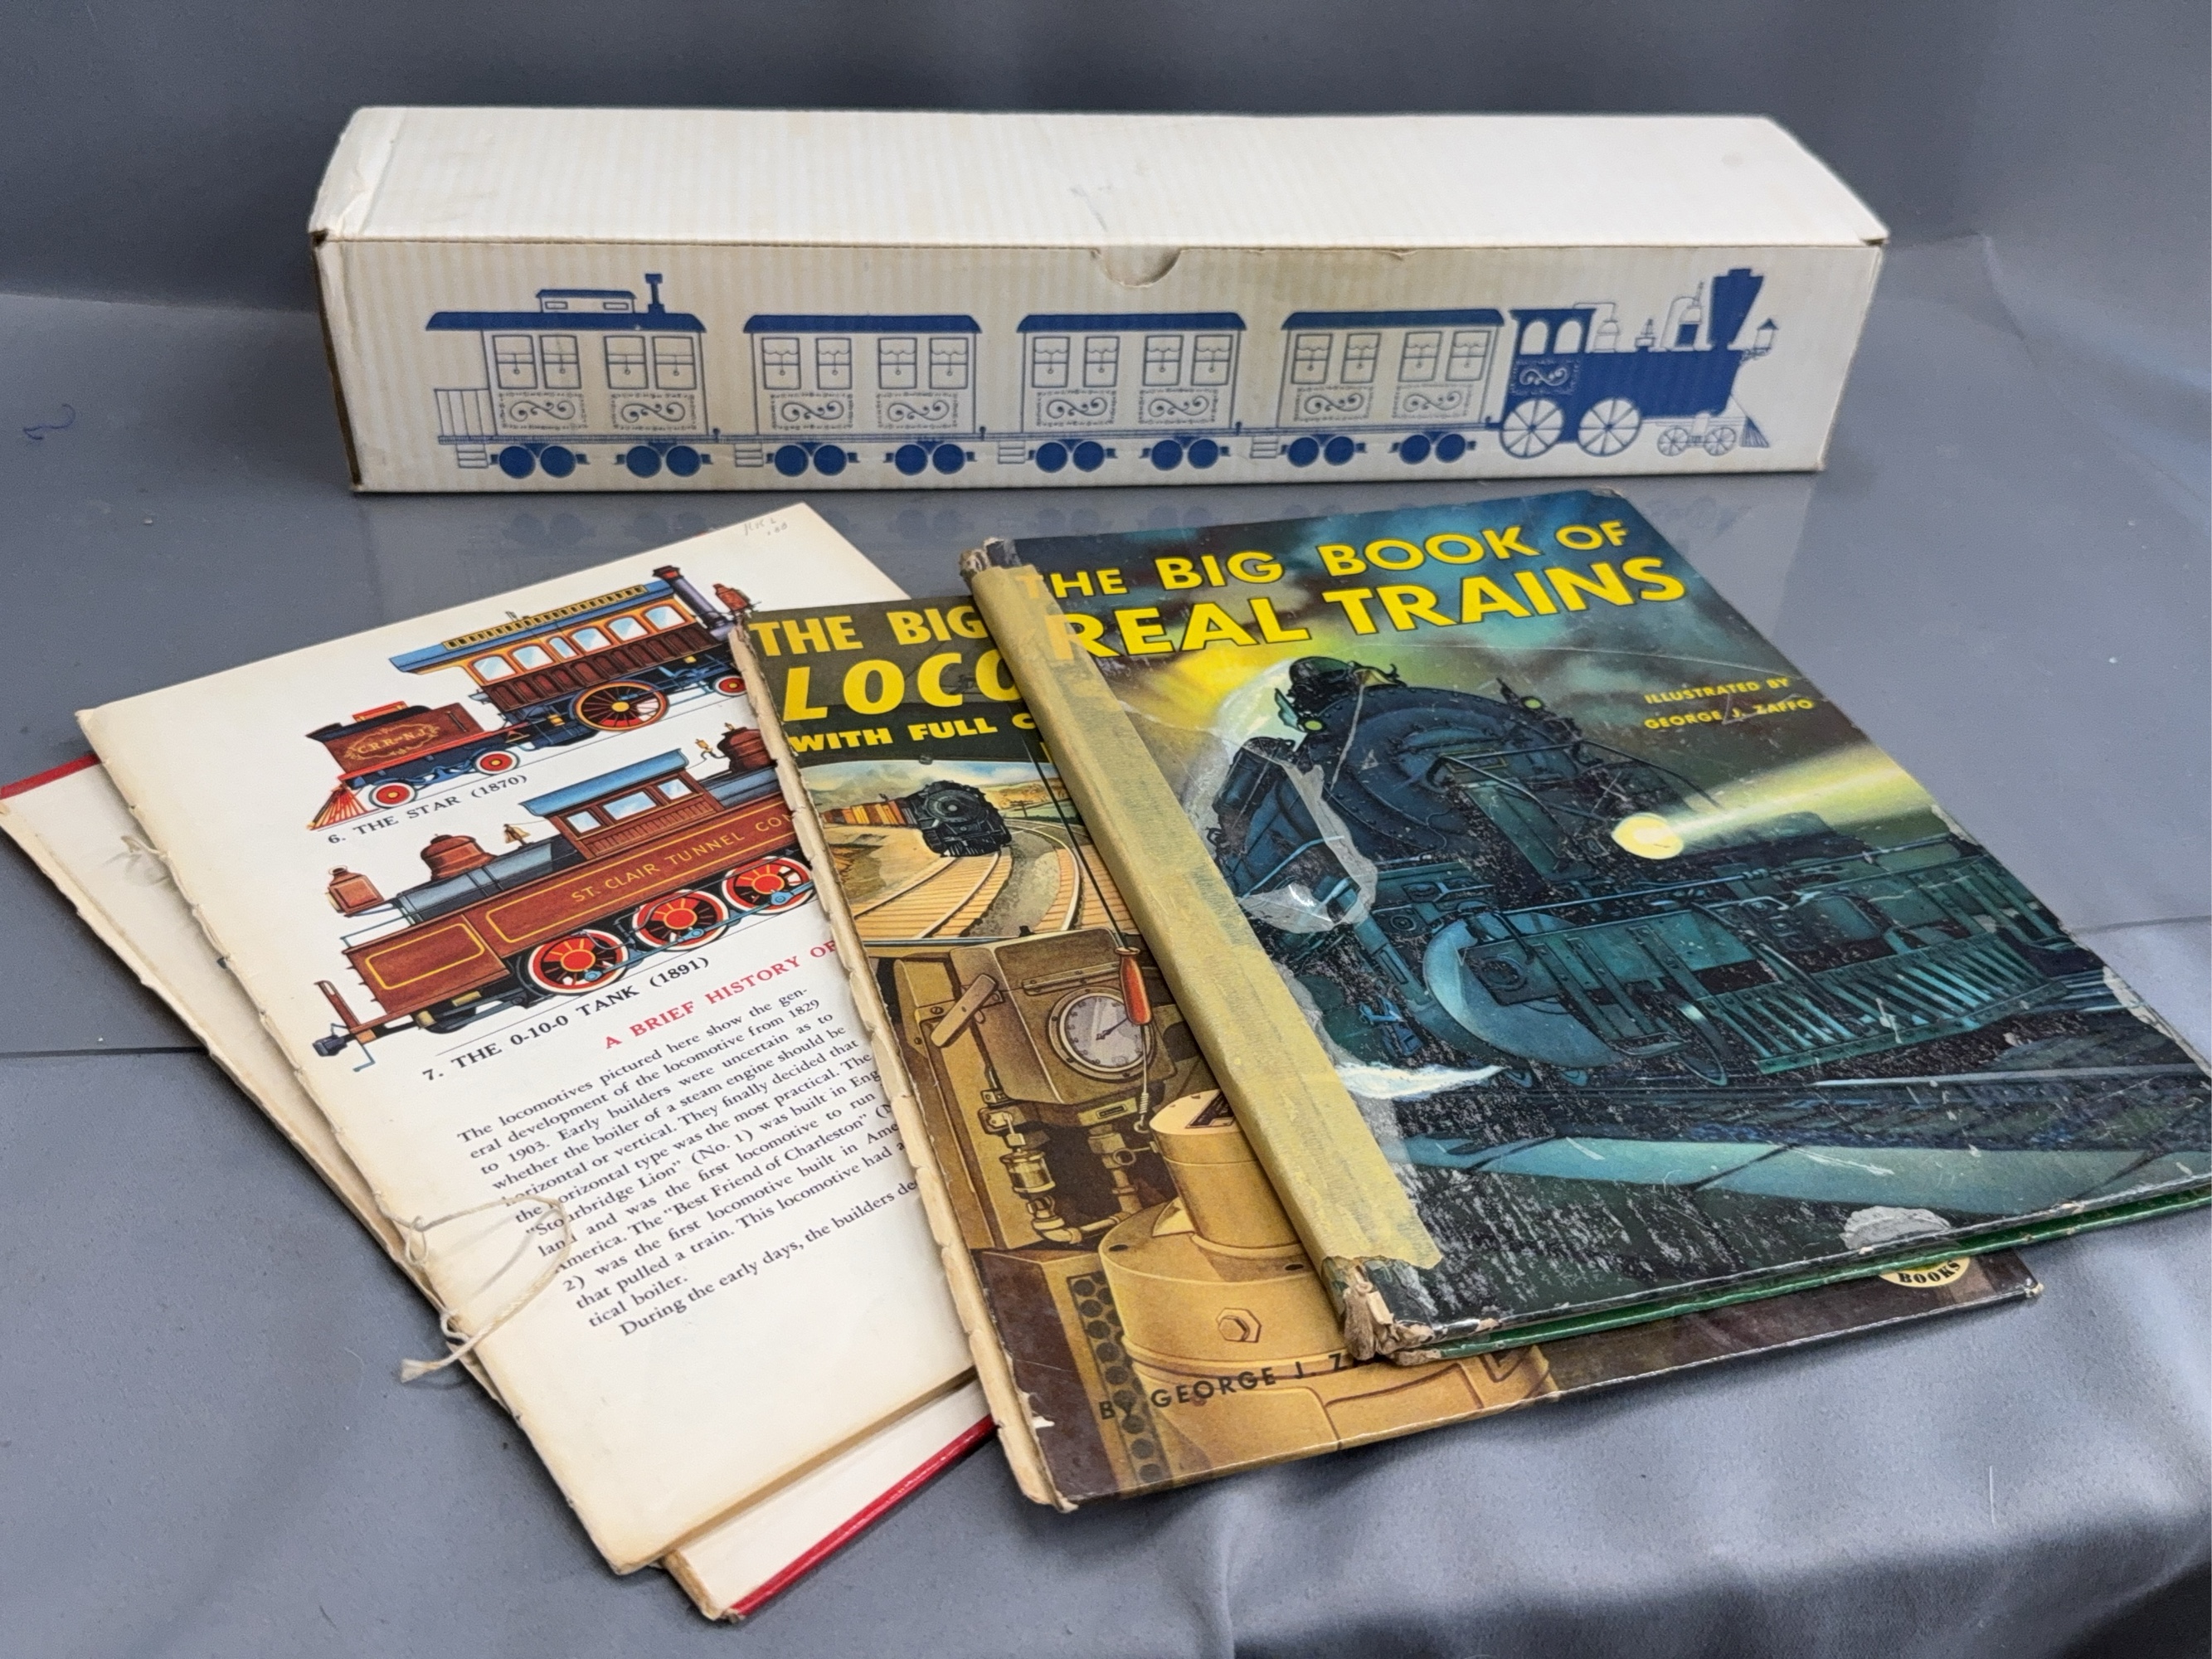 C.R.R. of N.J.
6. THE STAR (1870)
ST. CLAIR TUNNEL CO
7. THE 0-10-0 TANK (1891)
A BRIEF HISTORY OF
The locomotives pictured here show the gen-
eral development of the locomotive from 1829
to 1903. Early builders were uncertain as to
whether the boiler of a steam engine should be
horizontal or vertical. They finally decided that
the horizontal type was the most practical. The
"Stourbridge Lion" (No. 1) was built in Eng
land and was the first locomotive to run
America. The "Best Friend of Charleston" (N
2) was the first locomotive built in Ame
that pulled a train. This locomotive had a
tical boiler.
During the early days, the builders de
THE BIG
LOCO
WITH FULL C
BY GEORGE J. ZA
BOOKS
THE BIG BOOK OF
REAL TRAINS
ILLUSTRATED BY
GEORGE J. ZAFFO